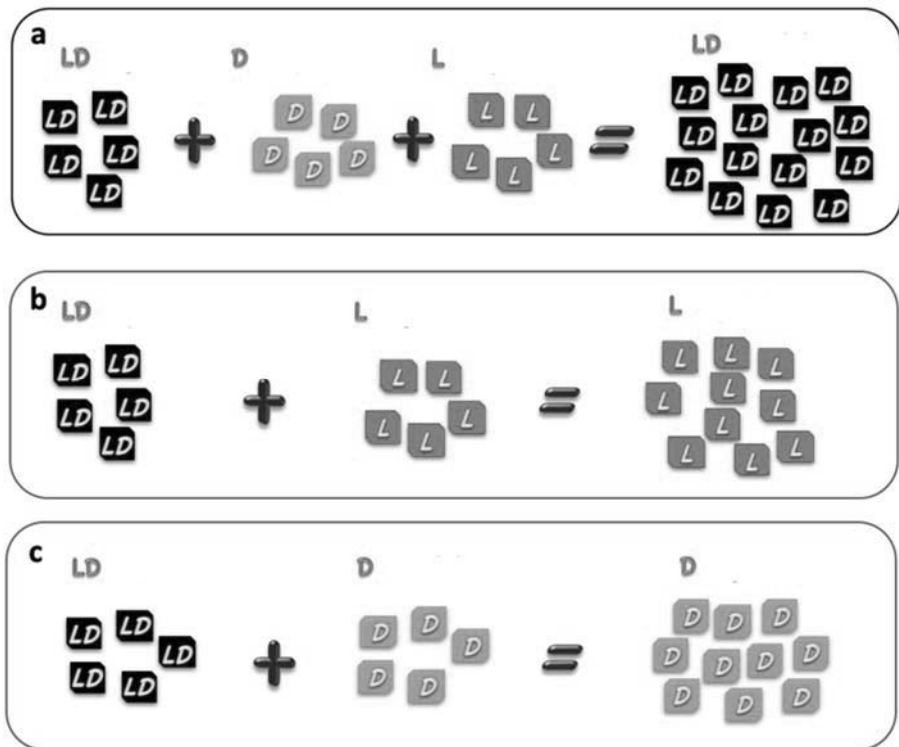 a
LD D L LD
LD LD D D L L LD LD LD LD
+ + =
LD LD D D D L L L LD LD LD LD
LD LD LD LD LD
LD LD LD
b
LD L L
LD LD L L L L L
+ =
LD LD L L L L L L
LD L L L L
c
LD D D
LD LD LD D D D D D D
+ =
LD LD D D D D D D
D D D